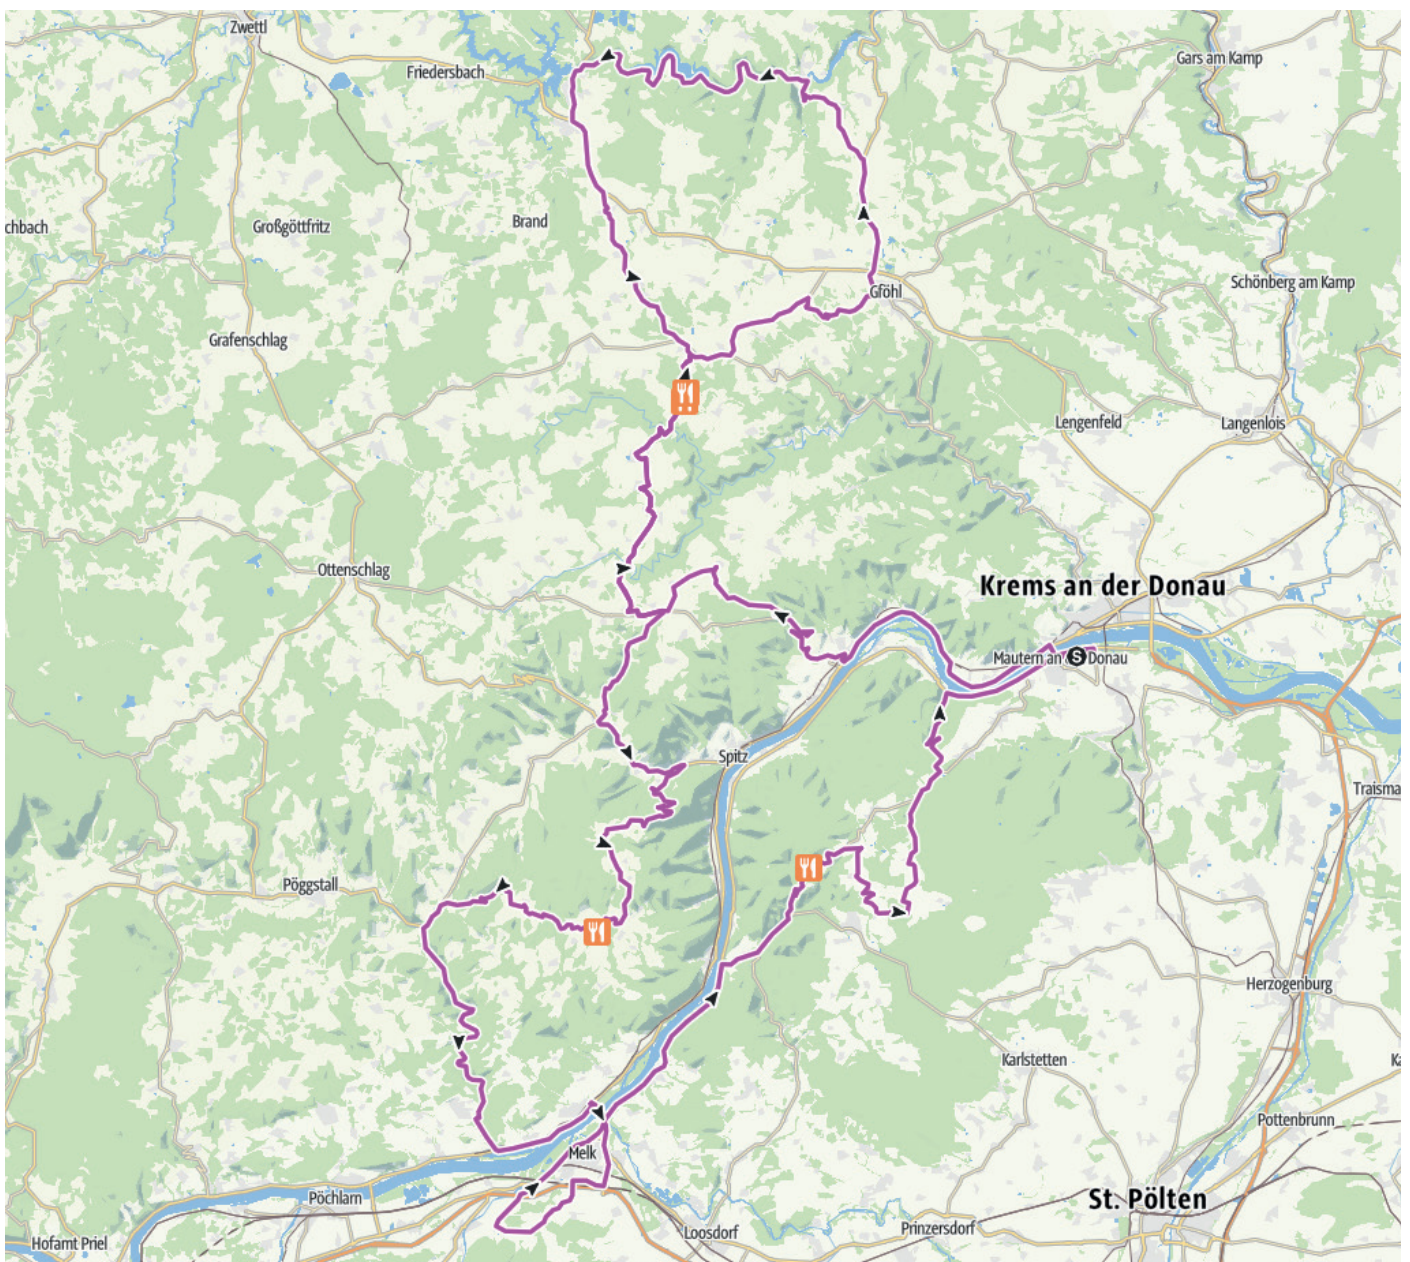 Zwettl
Gars am Kamp
Friedersbach
Brand
Großgöttfritz
chbach
Schönberg am Kamp
Gföhl
Grafenschlag
Lengenfeld
Langenlois
Ottenschlag
Krems an der Donau
Mautern an
S
Donau
Spitz
Traisma
Pöggstall
Herzogenburg
Karlstetten
Ka
Pottenbrunn
Melk
Pöchlarn
St. Pölten
Loosdorf
Prinzersdorf
Hofamt Priel